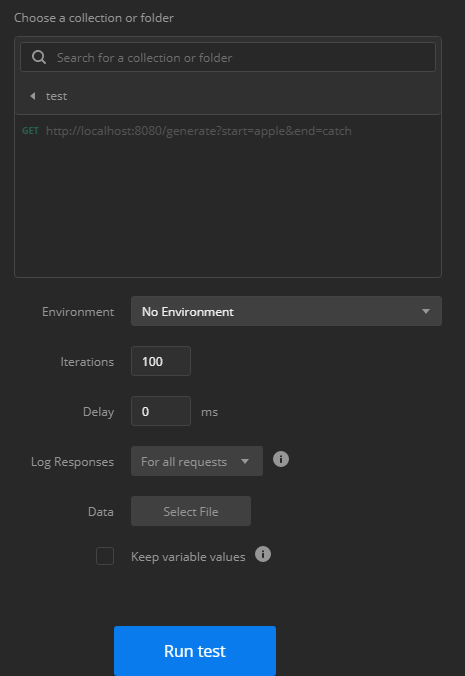 Choose a collection or folder
Search for a collection or folder
test
GET http://localhost:8080/generate?start=apple&end=catch
Environment No Environment
Iterations 100
Delay 0 ms
Log Responses For all requests i
Data Select File
Keep variable values i
Run test